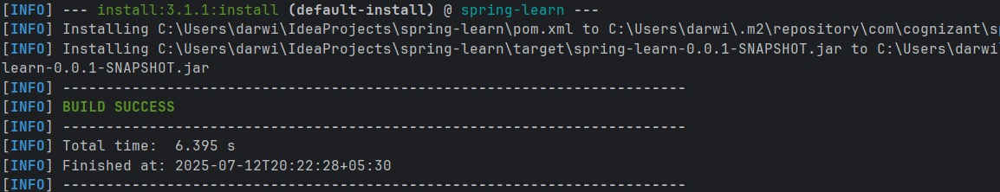 [INFO] --- install:3.1.1:install (default-install) @ spring-learn ---
[INFO] Installing C:\Users\darwi\IdeaProjects\spring-learn\pom.xml to C:\Users\darwi\.m2\repository\com\cognizant\sp
[INFO] Installing C:\Users\darwi\IdeaProjects\spring-learn\target\spring-learn-0.0.1-SNAPSHOT.jar to C:\Users\darwi
learn-0.0.1-SNAPSHOT.jar
[INFO] ------------------------------------------------------------------------
[INFO] BUILD SUCCESS
[INFO] ------------------------------------------------------------------------
[INFO] Total time:  6.395 s
[INFO] Finished at: 2025-07-12T20:22:28+05:30
[INFO] ------------------------------------------------------------------------